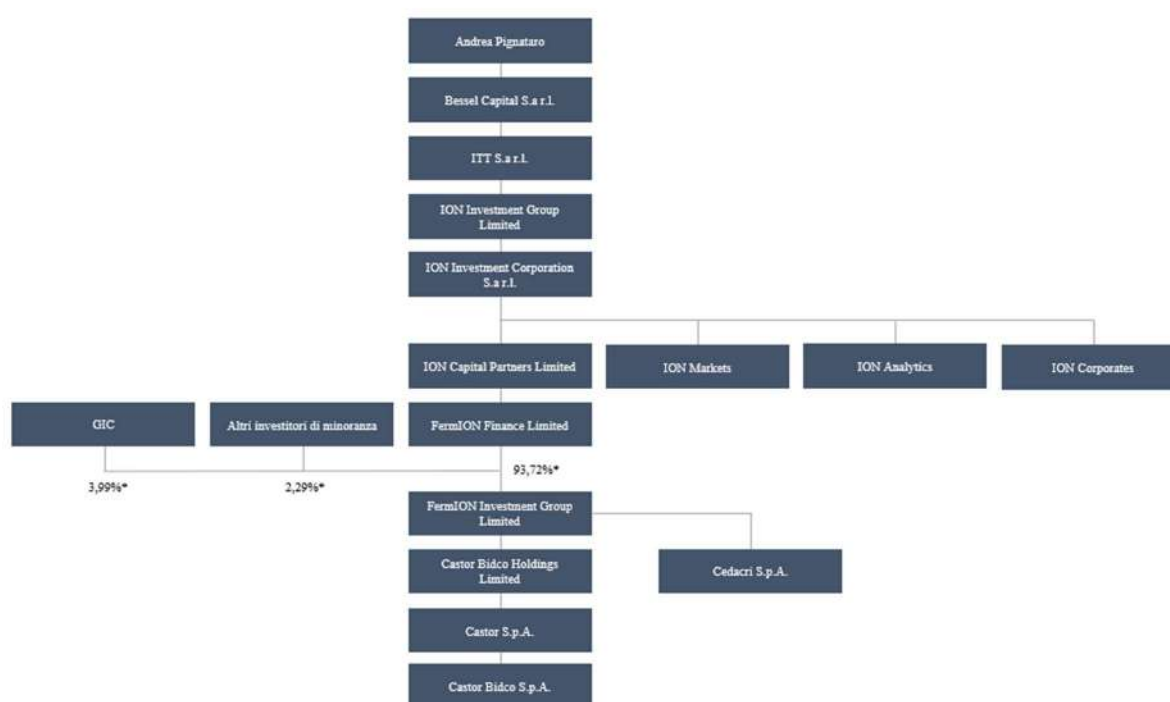 Andrea Pignataro
Bessel Capital S.a r.l.
ITT S.a r.l.
ION Investment Group
Limited
ION Investment Corporation
S.a r.l.
ION Capital Partners Limited
ION Markets
ION Analytics
ION Corporates
GIC
Altri investitori di minoranza
FermION Finance Limited
93,72%*
3,99%*
2,29%*
FermION Investment Group
Limited
Castor Bidco Holdings
Limited
Cedacri S.p.A.
Castor S.p.A.
Castor Bidco S.p.A.